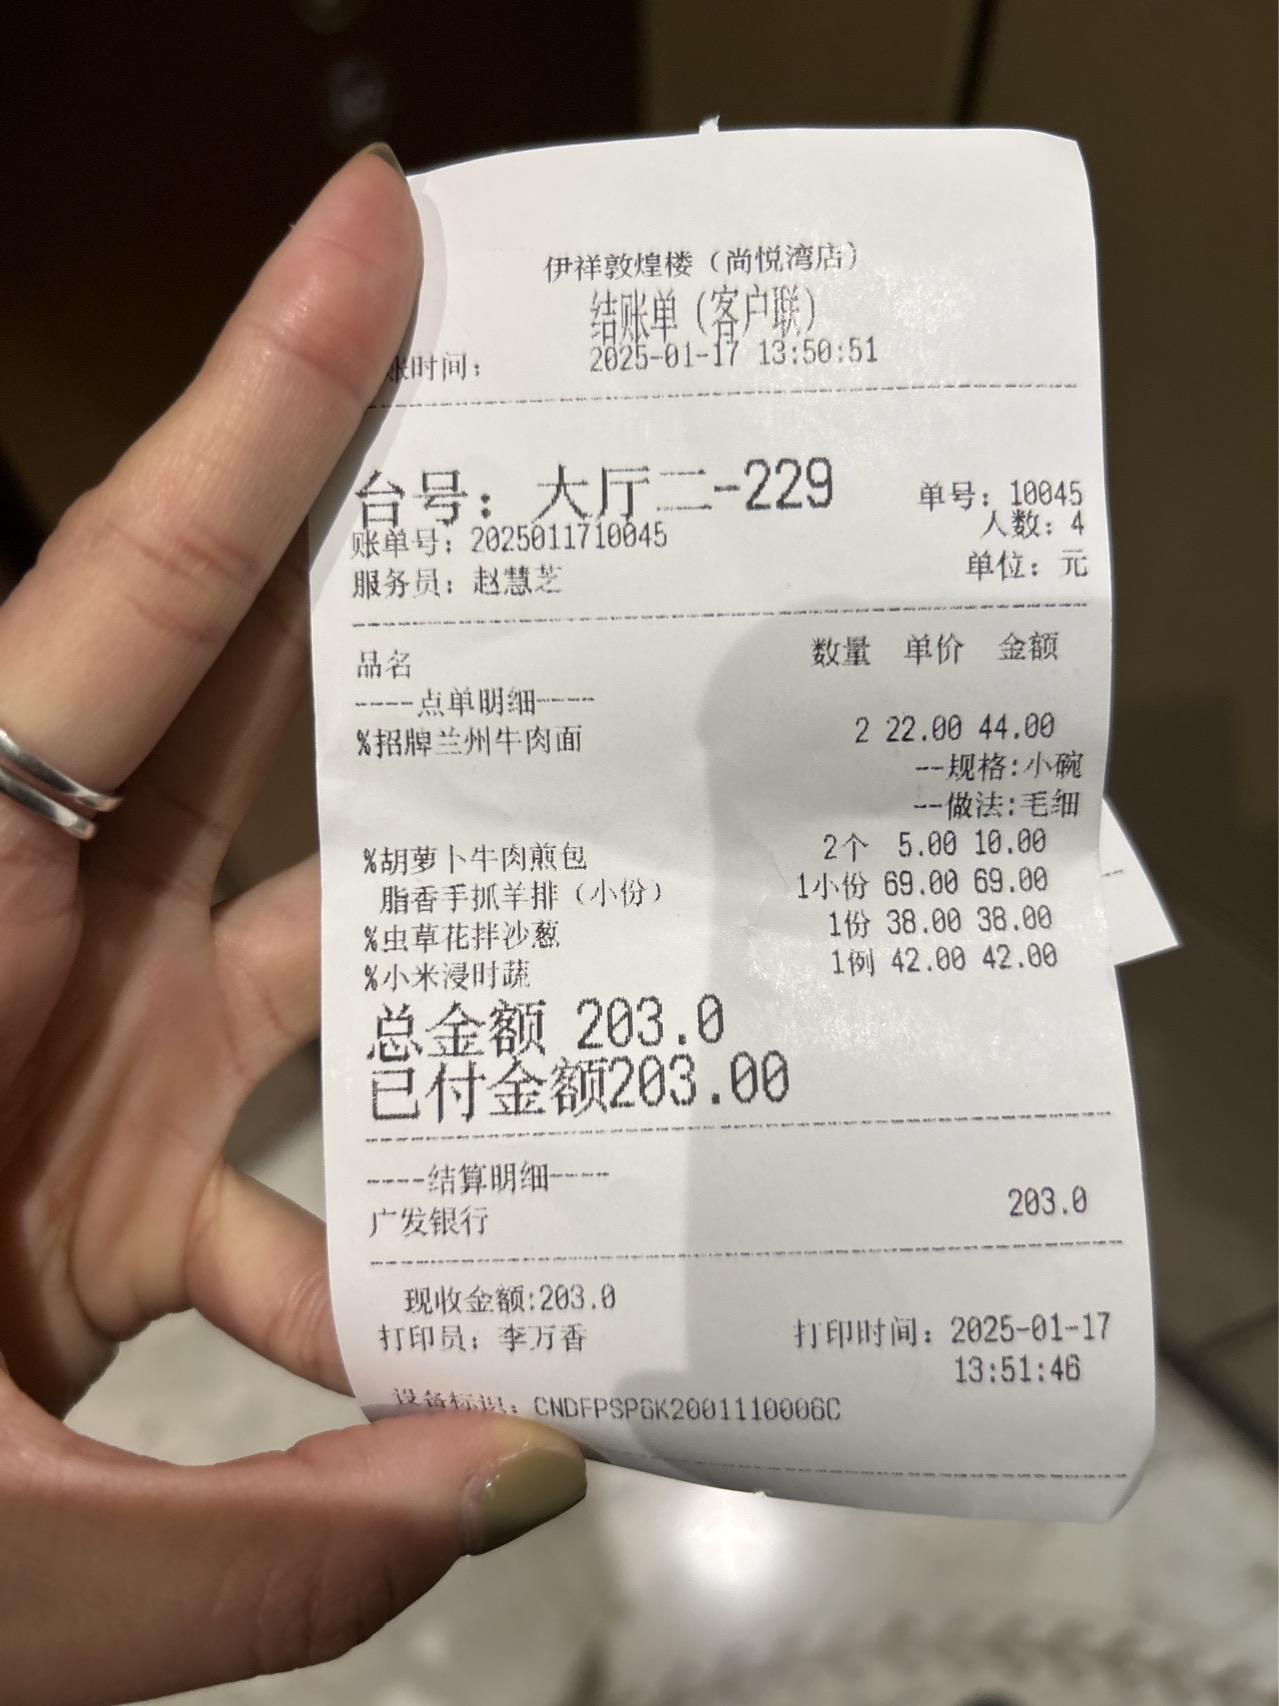 伊祥敦煌楼（尚悦湾店）
结账单（客户联）
账时间： 2025-01-17 13:50:51
台号：大厅二-229 单号：10045
账单号：2025011710045 人数：4
服务员：赵慧芝 单位：元
品名 数量 单价 金额
----点单明细----
%招牌兰州牛肉面 2 22.00 44.00
--规格:小碗
--做法:毛细
%胡萝卜牛肉煎包 2个 5.00 10.00
脂香手抓羊排（小份） 1小份 69.00 69.00
%虫草花拌沙葱 1份 38.00 38.00
%小米浸时蔬 1例 42.00 42.00
总金额 203.0
已付金额203.00
----结算明细----
广发银行 203.0
现收金额:203.0
打印员：李万香 打印时间：2025-01-17
13:51:46
设备标识：CNDFPSP6K2001110006C